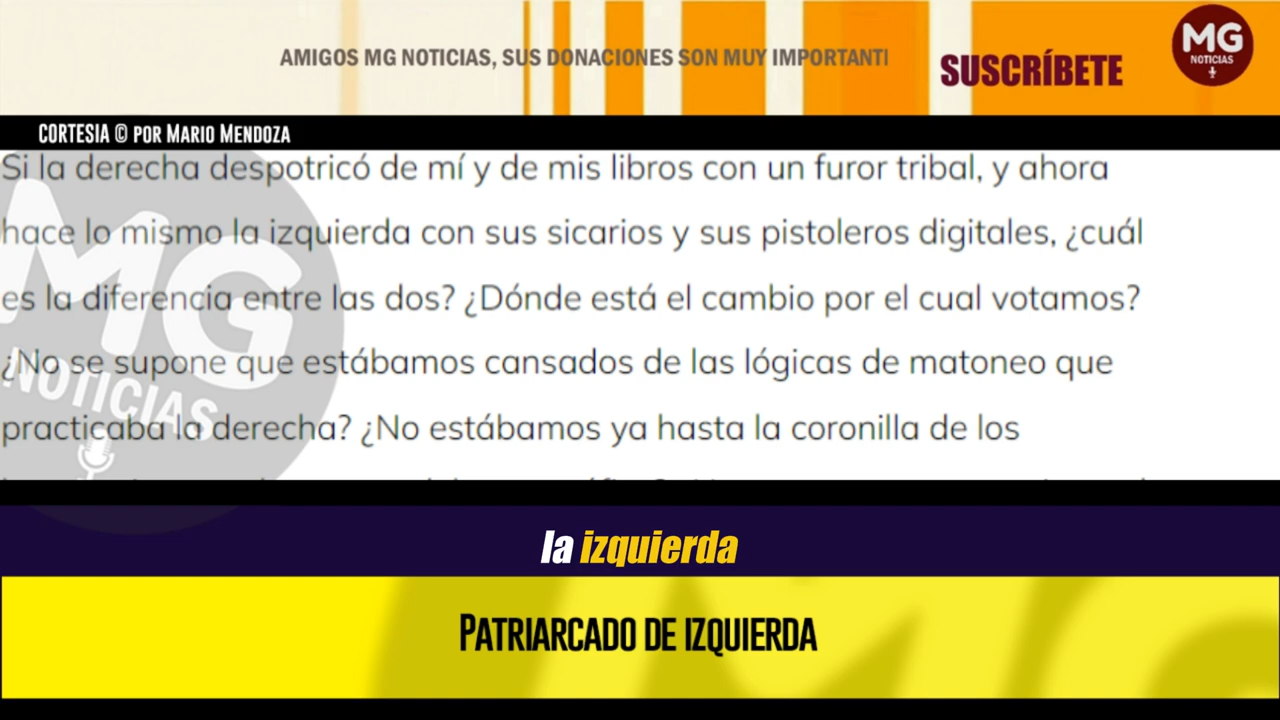 AMIGOS MG NOTICIAS, SUS DONACIONES SON MUY IMPORTANT
SUSCRÍBETE
MG
NOTICIAS
CORTESIA © POR MARIO MENDOZA
Si la derecha despotricó de mí y de mis libros con un furor tribal, y ahora
hace lo mismo la izquierda con sus sicarios y sus pistoleros digitales, ¿cuál
es la diferencia entre las dos? ¿Dónde está el cambio por el cual votamos?
¿No se supone que estábamos cansados de las lógicas de matoneo que
practicaba la derecha? ¿No estábamos ya hasta la coronilla de los
MG
NOTICIAS
la izquierda
PATRIARCADO DE IZQUIERDA